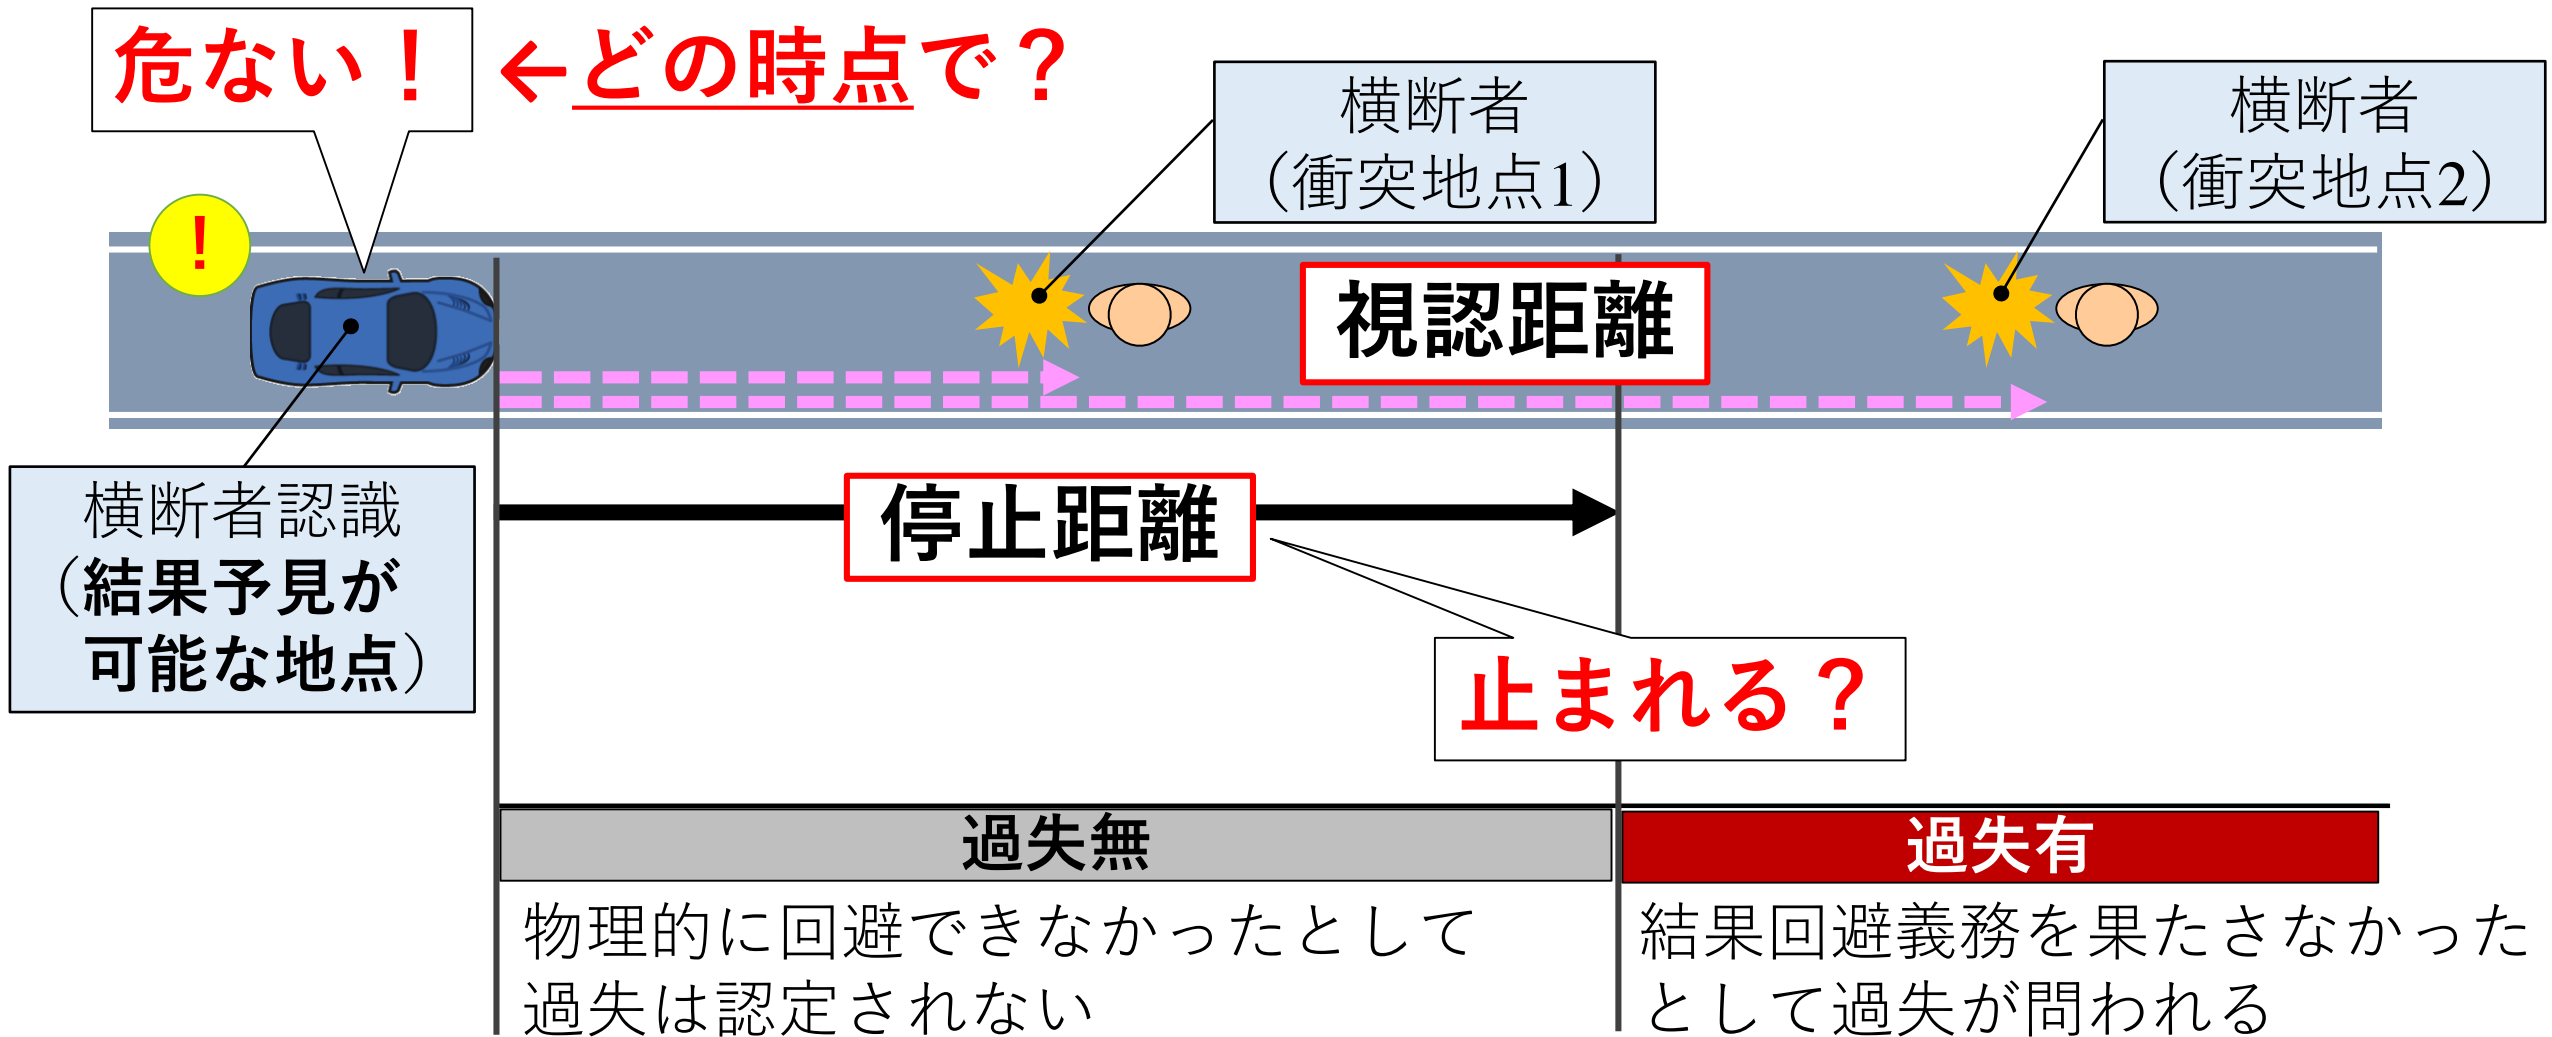 危ない！ ←どの時点で？
横断者
（衝突地点1）
横断者
（衝突地点2）
！
視認距離
停止距離
横断者認識
（結果予見が
可能な地点）
止まれる？
過失無
過失有
物理的に回避できなかったとして
過失は認定されない
結果回避義務を果たさなかった
として過失が問われる